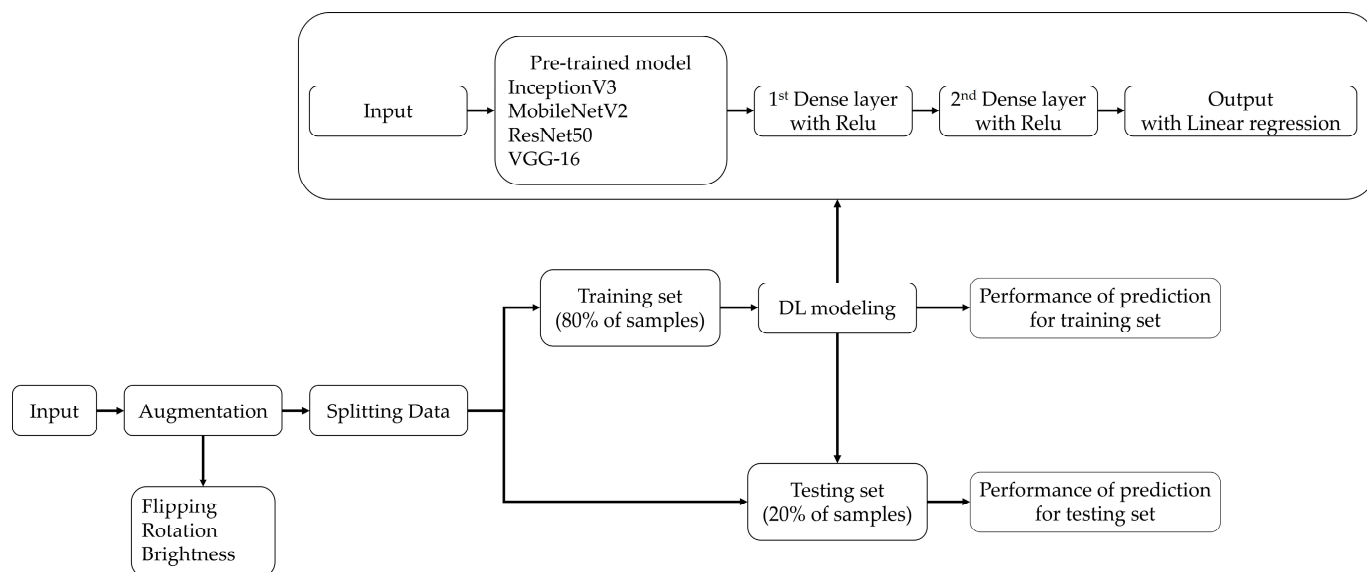 Pre-trained model
InceptionV3
MobileNetV2
ResNet50
VGG-16
Input
1st Dense layer
with Relu
2nd Dense layer
with Relu
Output
with Linear regression
Training set
(80% of samples)
DL modeling
Performance of prediction
for training set
Input
Augmentation
Splitting Data
Flipping
Rotation
Brightness
Testing set
(20% of samples)
Performance of prediction
for testing set